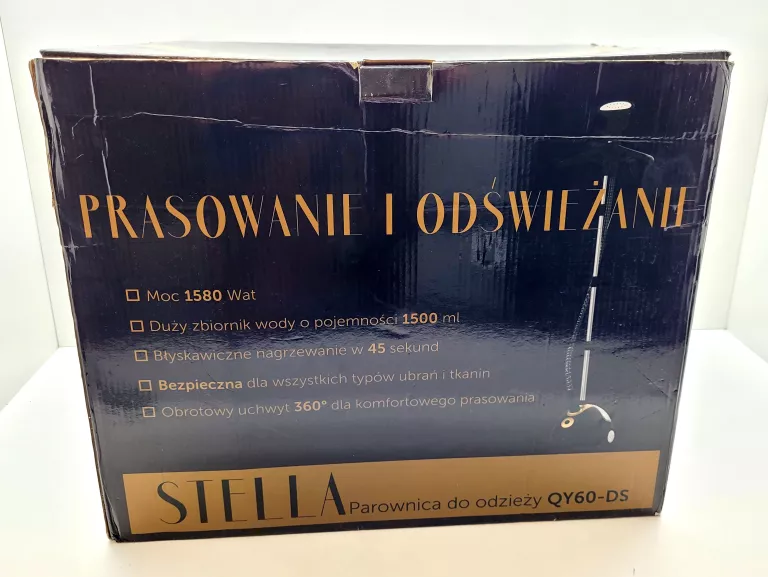 PRASOWANIE I ODŚWIEŻANIE
Moc 1580 Wat
Duży zbiornik wody o pojemności 1500 ml
Błyskawiczne nagrzewanie w 45 sekund
Bezpieczna dla wszystkich typów ubrań i tkanin
Obrotowy uchwyt 360° dla komfortowego prasowania
STELLA Parownica do odzieży QY60-DS